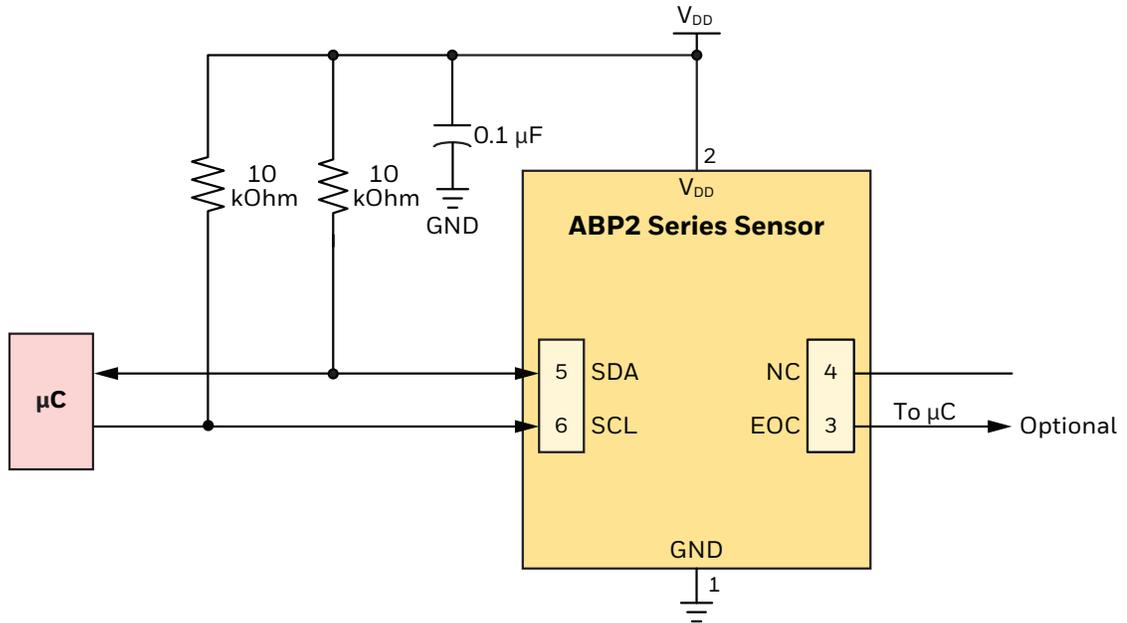 VDD
0.1 µF
10
kOhm
10
kOhm
GND
2
VDD
ABP2 Series Sensor
µC
5 SDA
6 SCL
NC 4
EOC 3
To µC
Optional
GND
1